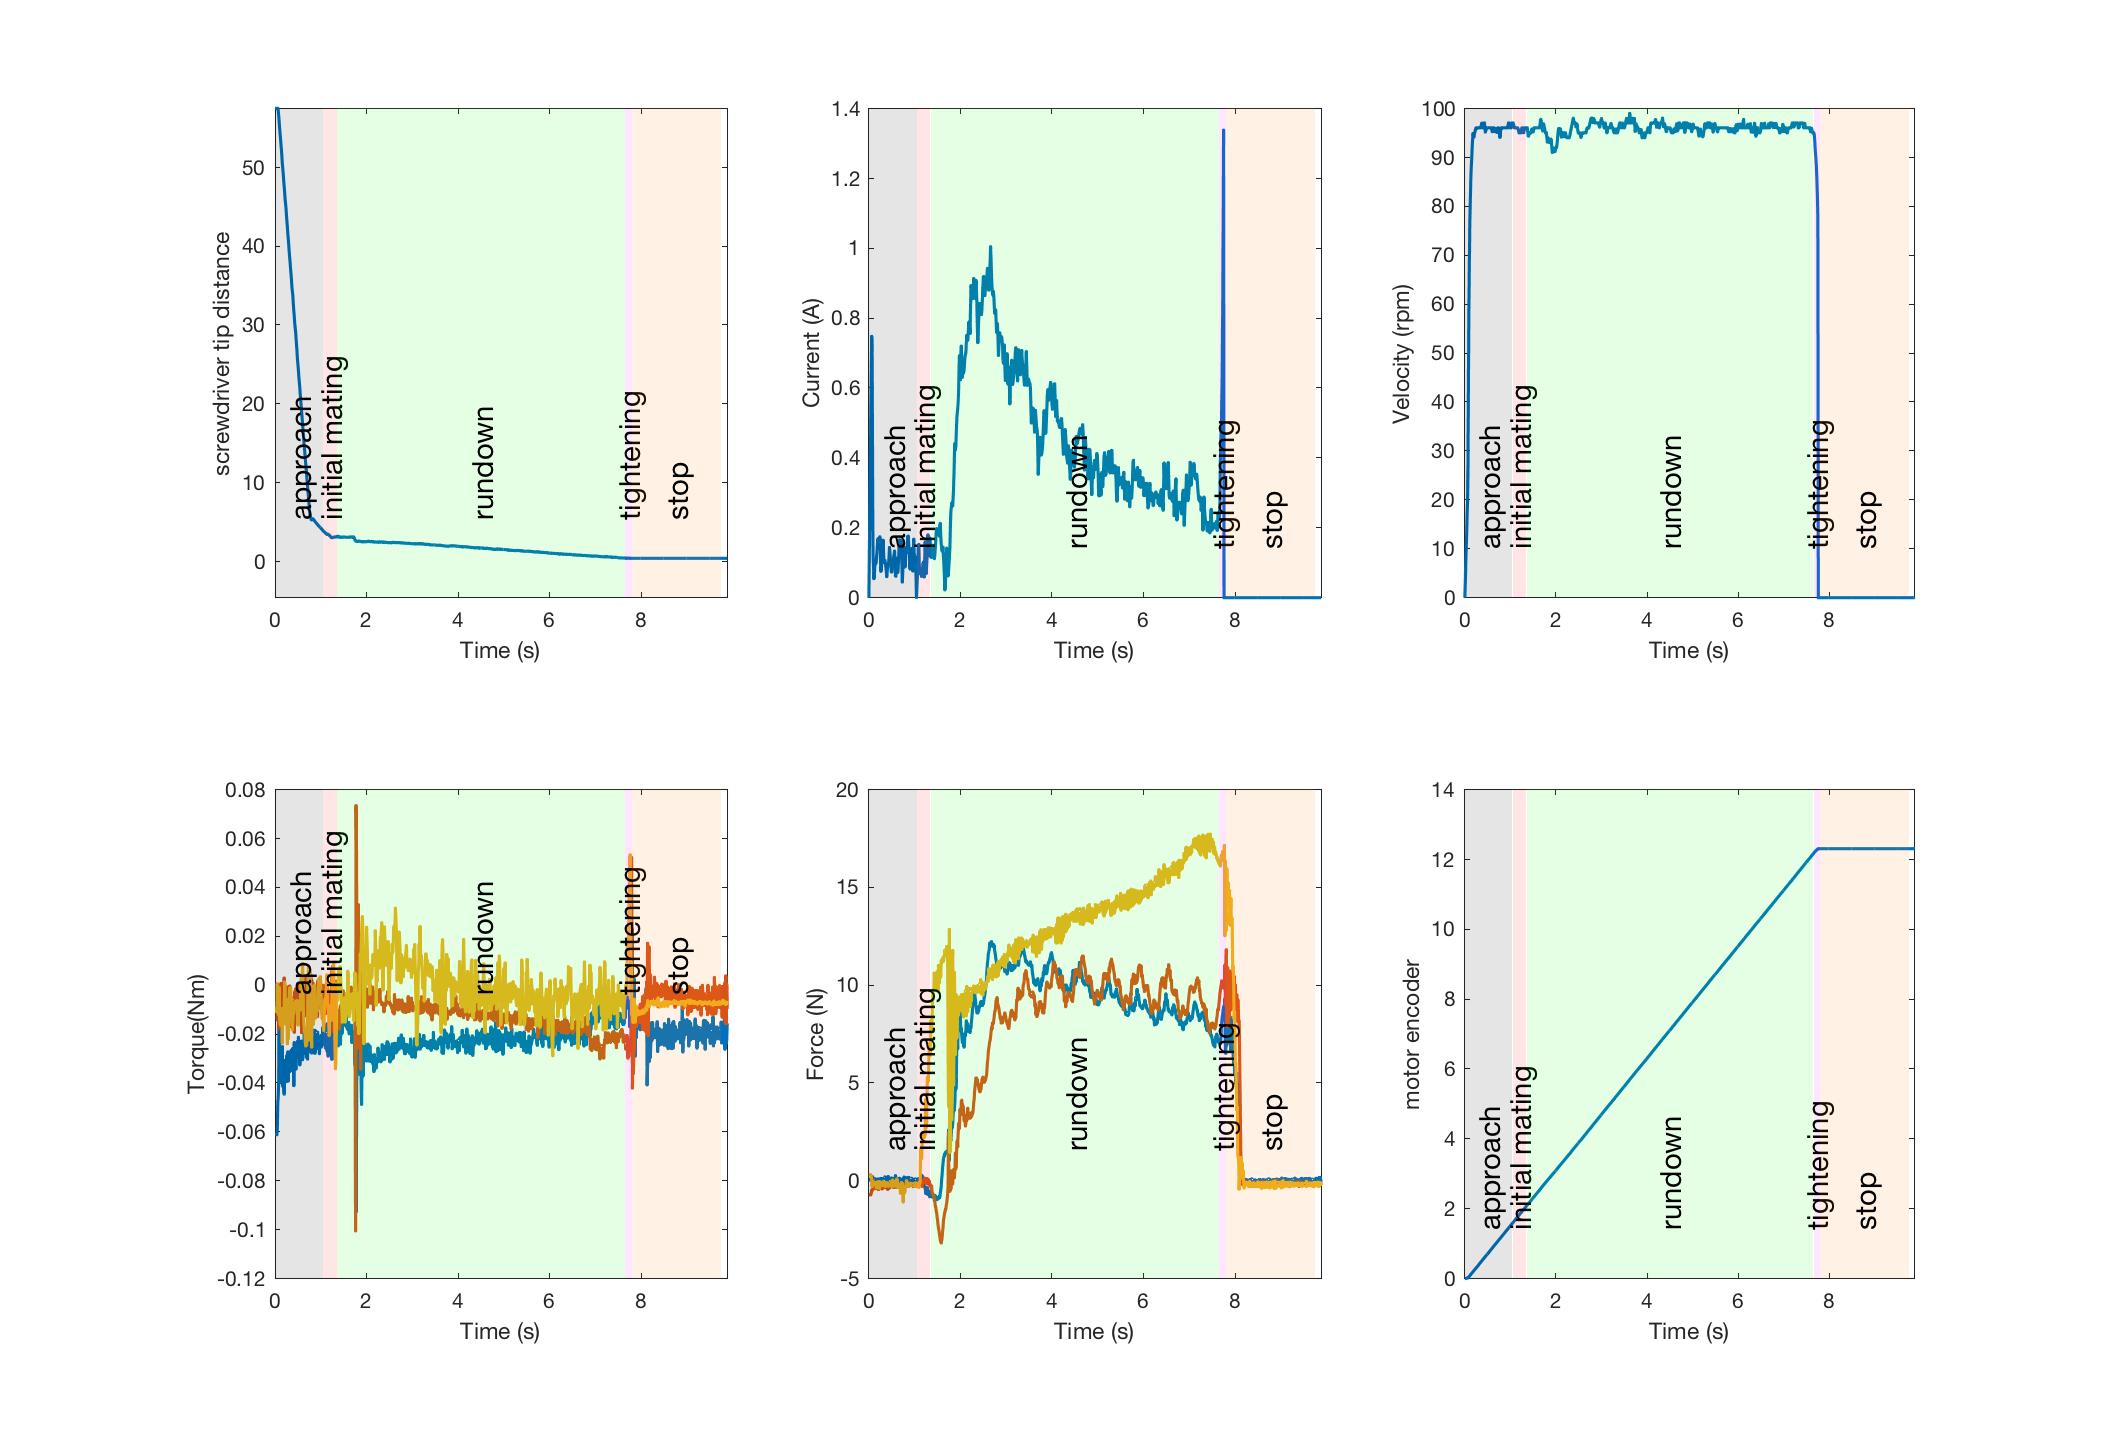 50
40
30
20
10
0
screwdriver tip distance
approach
initial mating
rundown
tightening
stop
0 2 4 6 8
Time (s)
1.4
1.2
1
0.8
0.6
0.4
0.2
0
Current (A)
approach
initial mating
rundown
tightening
stop
0 2 4 6 8
Time (s)
100
90
80
70
60
50
40
30
20
10
0
Velocity (rpm)
approach
initial mating
rundown
tightening
stop
0 2 4 6 8
Time (s)
0.08
0.06
0.04
0.02
0
-0.02
-0.04
-0.06
-0.08
-0.1
-0.12
Torque(Nm)
approach
initial mating
rundown
tightening
stop
0 2 4 6 8
Time (s)
20
15
10
5
0
-5
Force (N)
approach
initial mating
rundown
tightening
stop
0 2 4 6 8
Time (s)
14
12
10
8
6
4
2
0
motor encoder
approach
initial mating
rundown
tightening
stop
0 2 4 6 8
Time (s)